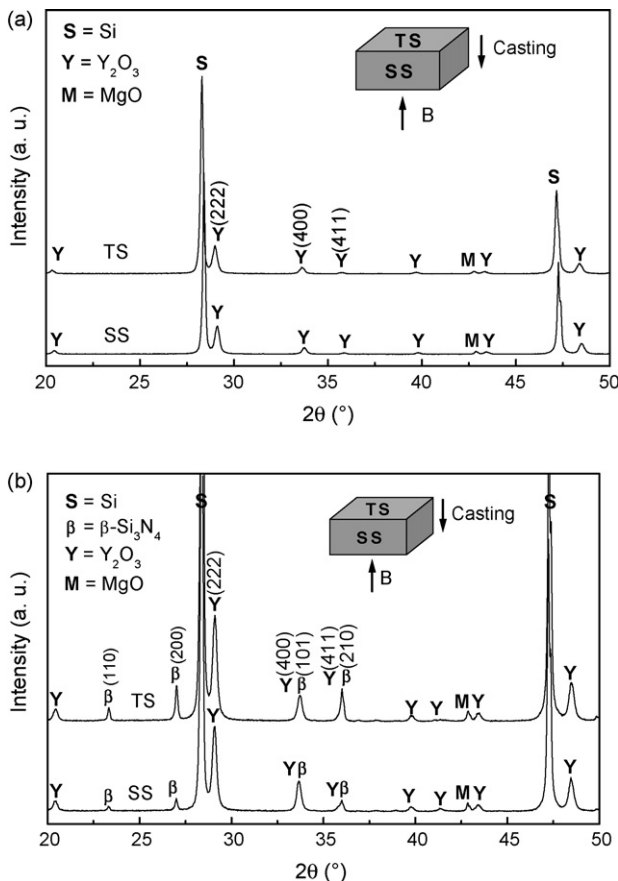 (a)
S = Si
Y = Y2O3
M = MgO
TS
SS
Casting
B
S
Y (222)
Y (400)
Y (411)
Y
M Y
S
Y
Y
TS
Y
SS
Y
Y
Y
Y
M Y
Y
Intensity (a. u.)
20 25 30 35 40 45 50
2θ (°)
(b)
S = Si
β = β-Si3N4
Y = Y2O3
M = MgO
TS
SS
Casting
B
S
S
Y (222)
Y (400) β (101)
Y (411) β (210)
β (110)
β (200)
Y
TS
Y
Y
M Y
Y
Y
β
SS
β
Y
Yβ
Yβ
Y
Y
M Y
Y
Intensity (a. u.)
20 25 30 35 40 45 50
2θ (°)